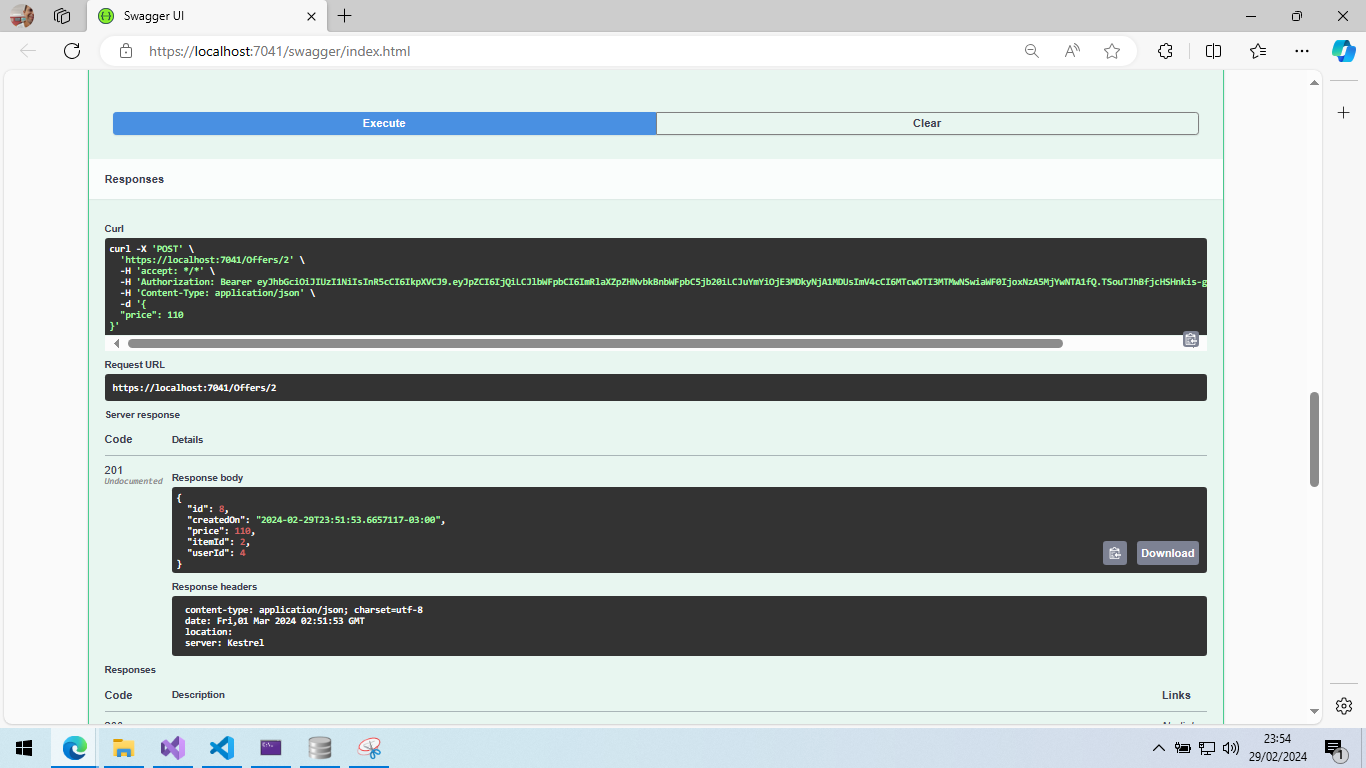 Swagger UI
https://localhost:7041/swagger/index.html
Execute
Clear
Responses
Curl
curl -X 'POST' \
'https://localhost:7041/Offers/2' \
-H 'accept: */*' \
-H 'Authorization: Bearer
-H 'Content-Type: application/json' \
-d '{
"price": 110
}'
Request URL
https://localhost:7041/Offers/2
Server response
Code
Details
201
Undocumented
Response body
{
"id": 8,
"createdOn": "2024-02-29T23:51:53.6657117-03:00",
"price": 110,
"itemId": 2,
"userId": 4
}
Download
Response headers
content-type: application/json; charset=utf-8
date: Fri,01 Mar 2024 02:51:53 GMT
location:
server: Kestrel
Responses
Code
Description
Links
23:54
29/02/2024
1